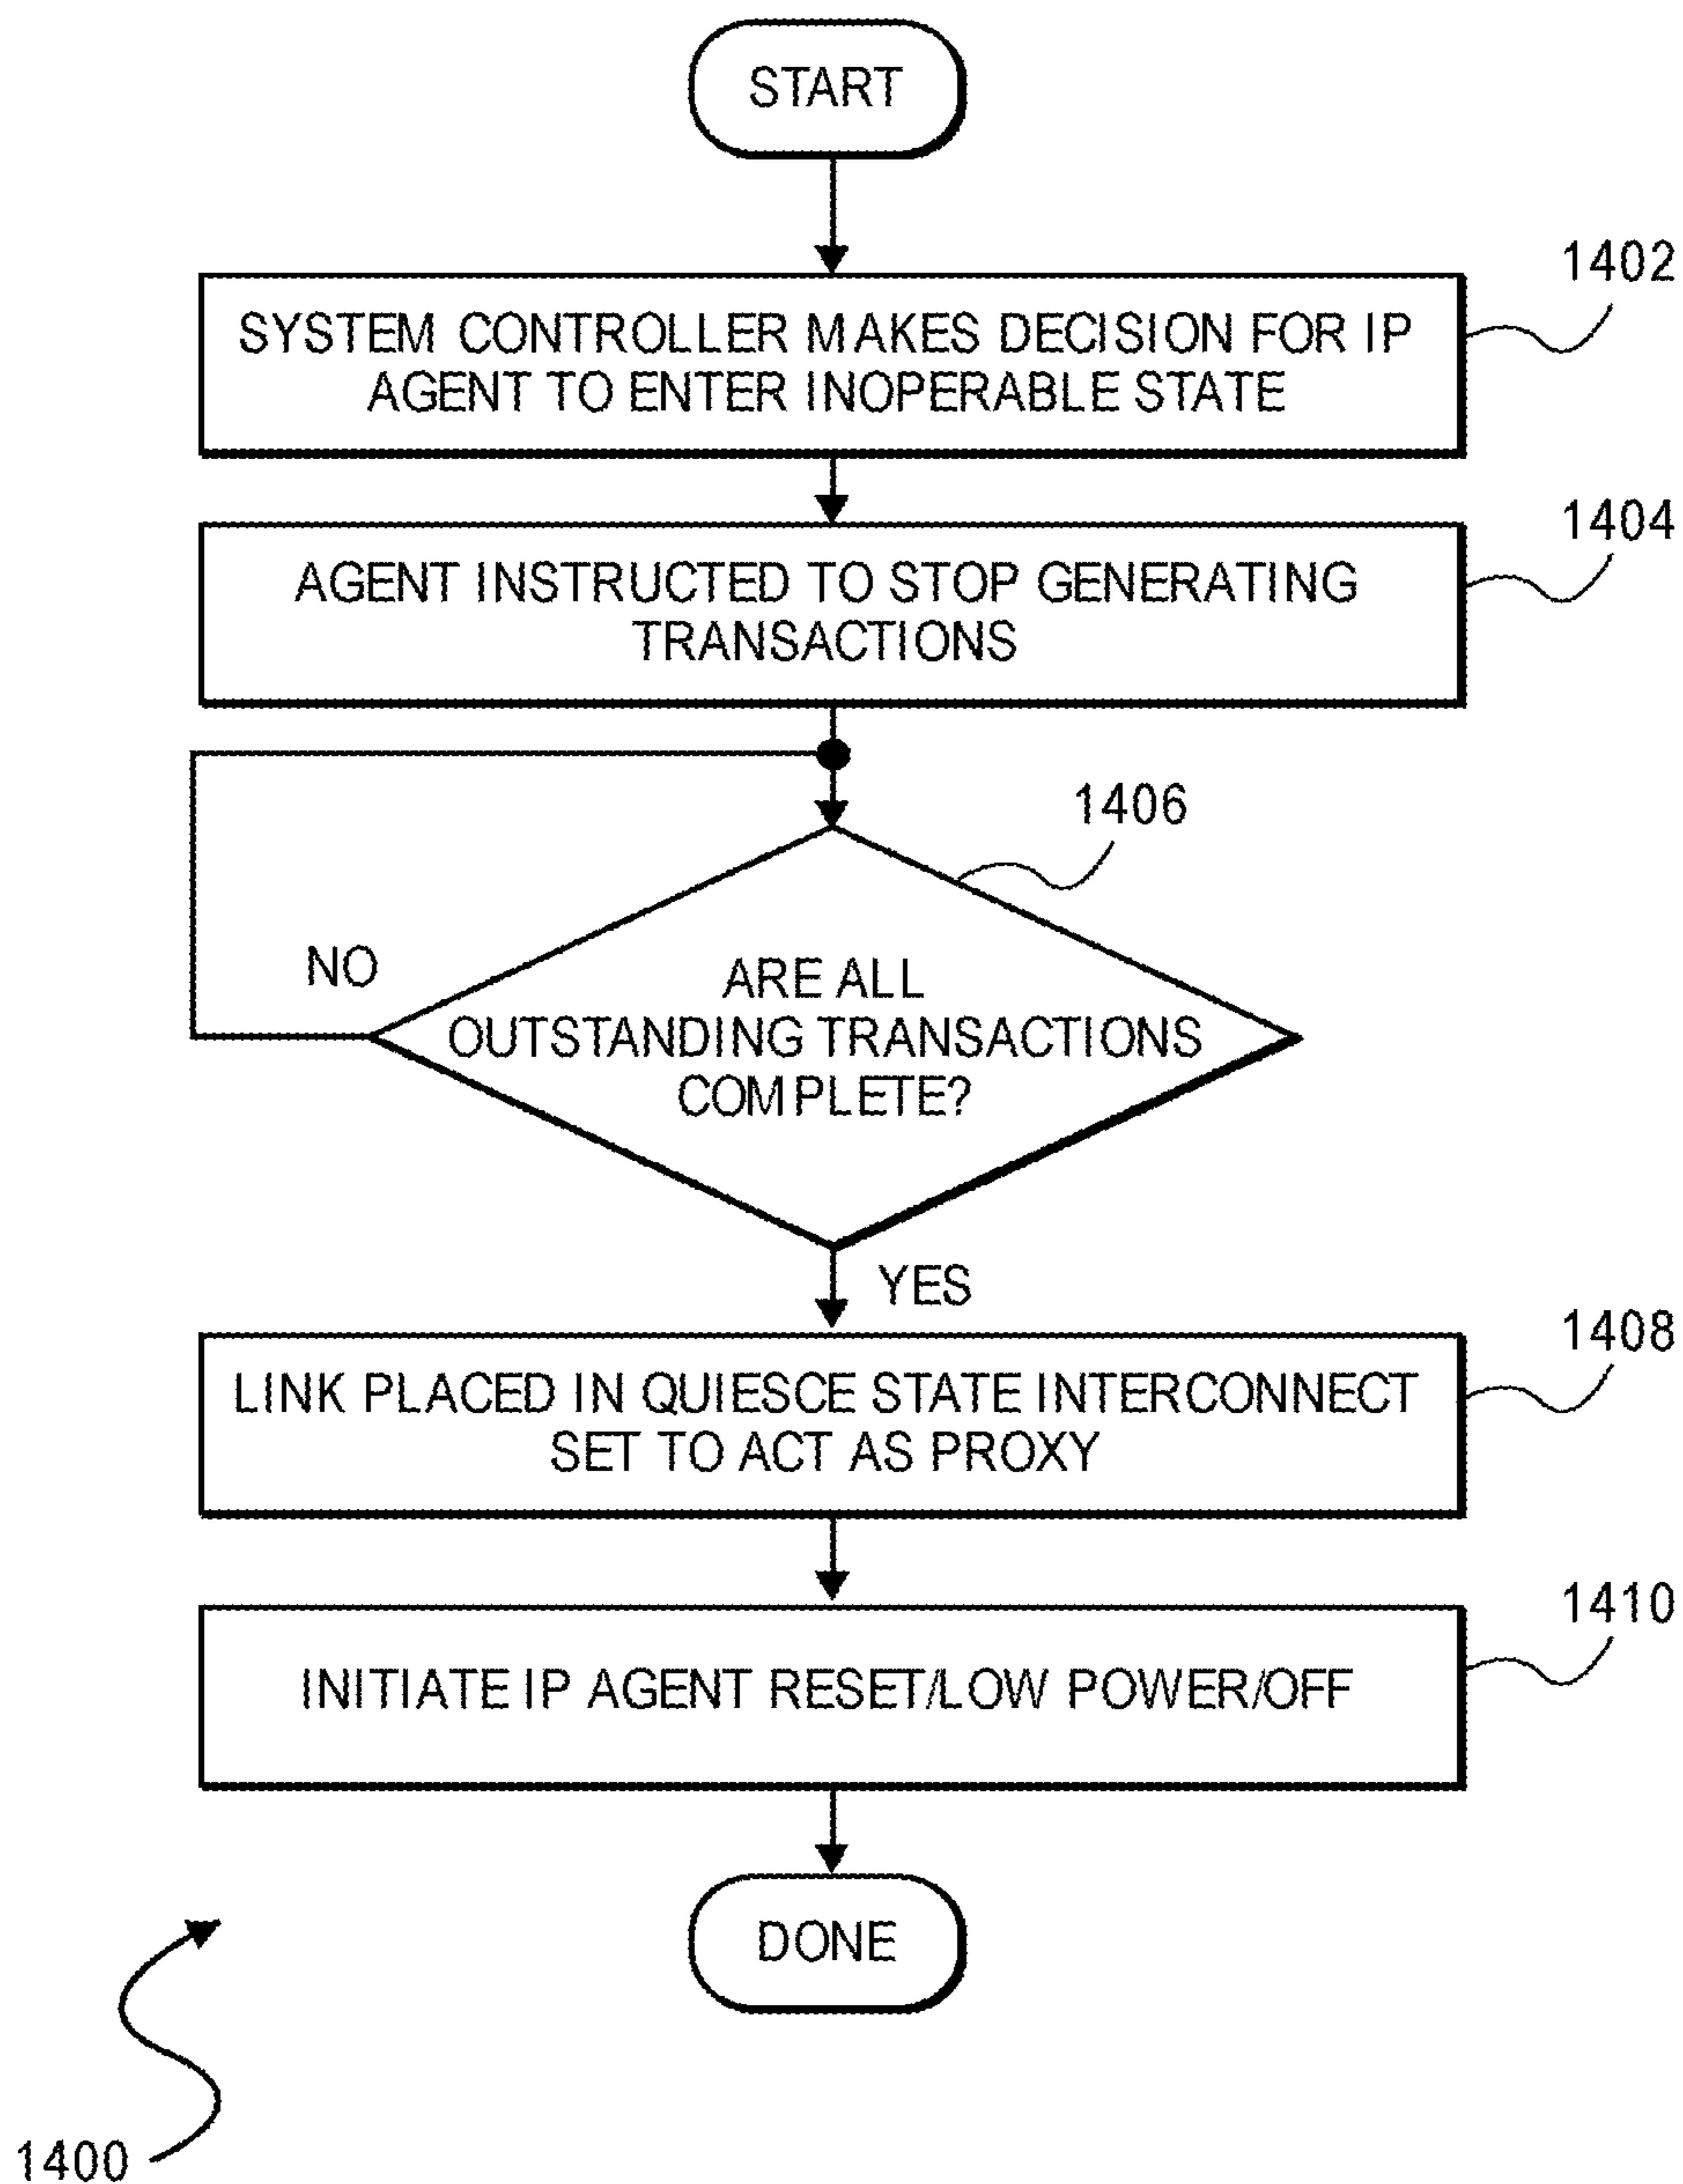 START
1402
SYSTEM CONTROLLER MAKES DECISION FOR IP
AGENT TO ENTER INOPERABLE STATE
1404
AGENT INSTRUCTED TO STOP GENERATING
TRANSACTIONS
1406
NO
ARE ALL
OUTSTANDING TRANSACTIONS
COMPLETE?
YES
1408
LINK PLACED IN QUIESCE STATE INTERCONNECT
SET TO ACT AS PROXY
1410
INITIATE IP AGENT RESET/LOW POWER/OFF
DONE
1400